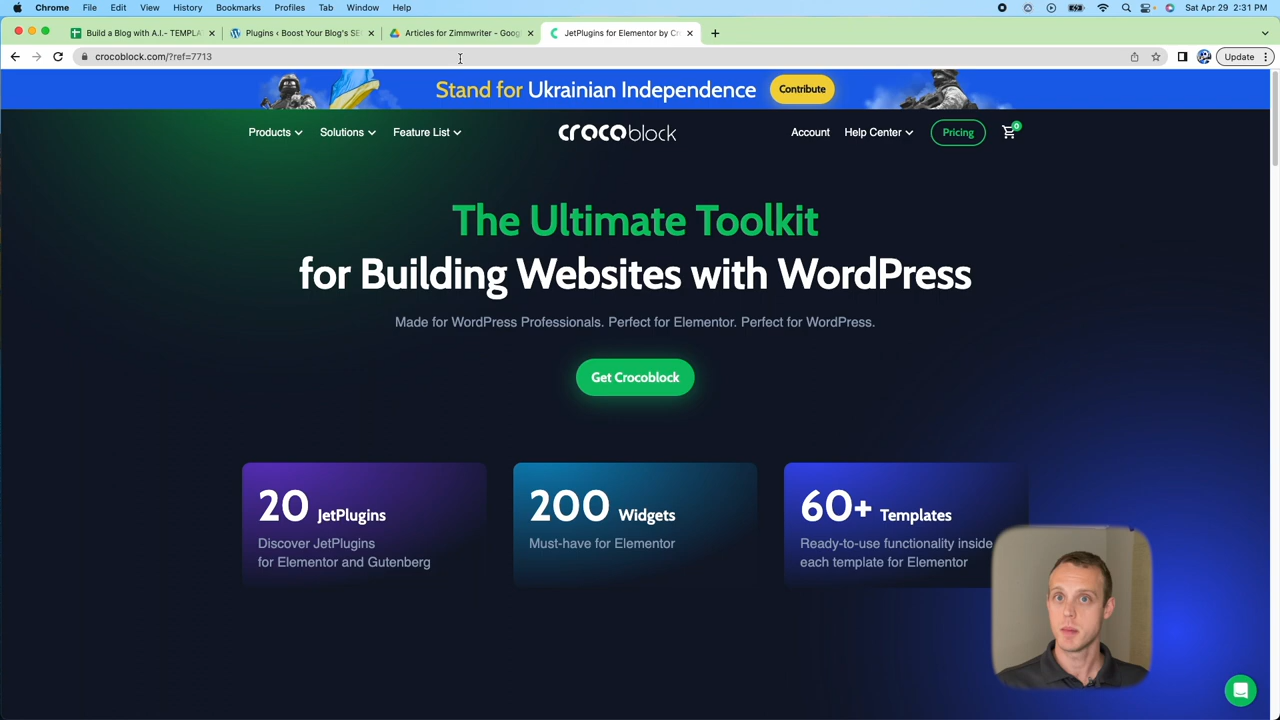 Chrome File Edit View History Bookmarks Profiles Tab Window Help Sat Apr 29 2:31 PM
Build a Blog with A.I.- TEMPLA Plugins ‹ Boost Your Blog's SE Articles for Zimmwriter - Goog JetPlugins for Elementor by Cr
crocoblock.com/?ref=7713 Update
Stand for Ukrainian Independence Contribute
Products Solutions Feature List crocoblock Account Help Center Pricing 0
The Ultimate Toolkit
for Building Websites with WordPress
Made for WordPress Professionals. Perfect for Elementor. Perfect for WordPress.
Get Crocoblock
20 JetPlugins
Discover JetPlugins
for Elementor and Gutenberg
200 Widgets
Must-have for Elementor
60+ Templates
Ready-to-use functionality inside
each template for Elementor